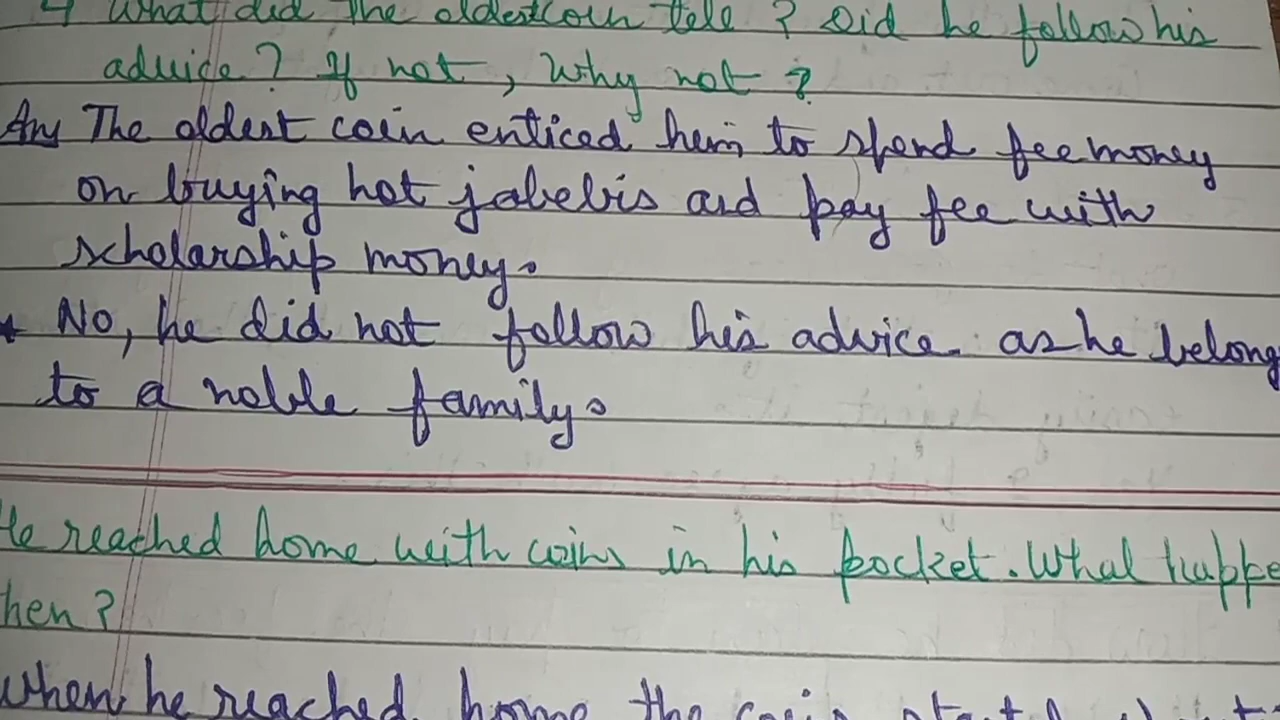 4 What did the oldest coin tell ? Did he follow his
advice? If not, Why not ?
Ans The oldest coin enticed him to spend fee money
on buying hot jalebis and pay fee with
scholarship money.
No, he did not follow his advice. as he belong
to a noble family.
He reached home with coins in his pocket. What happe
hen?
When he reached home the coin